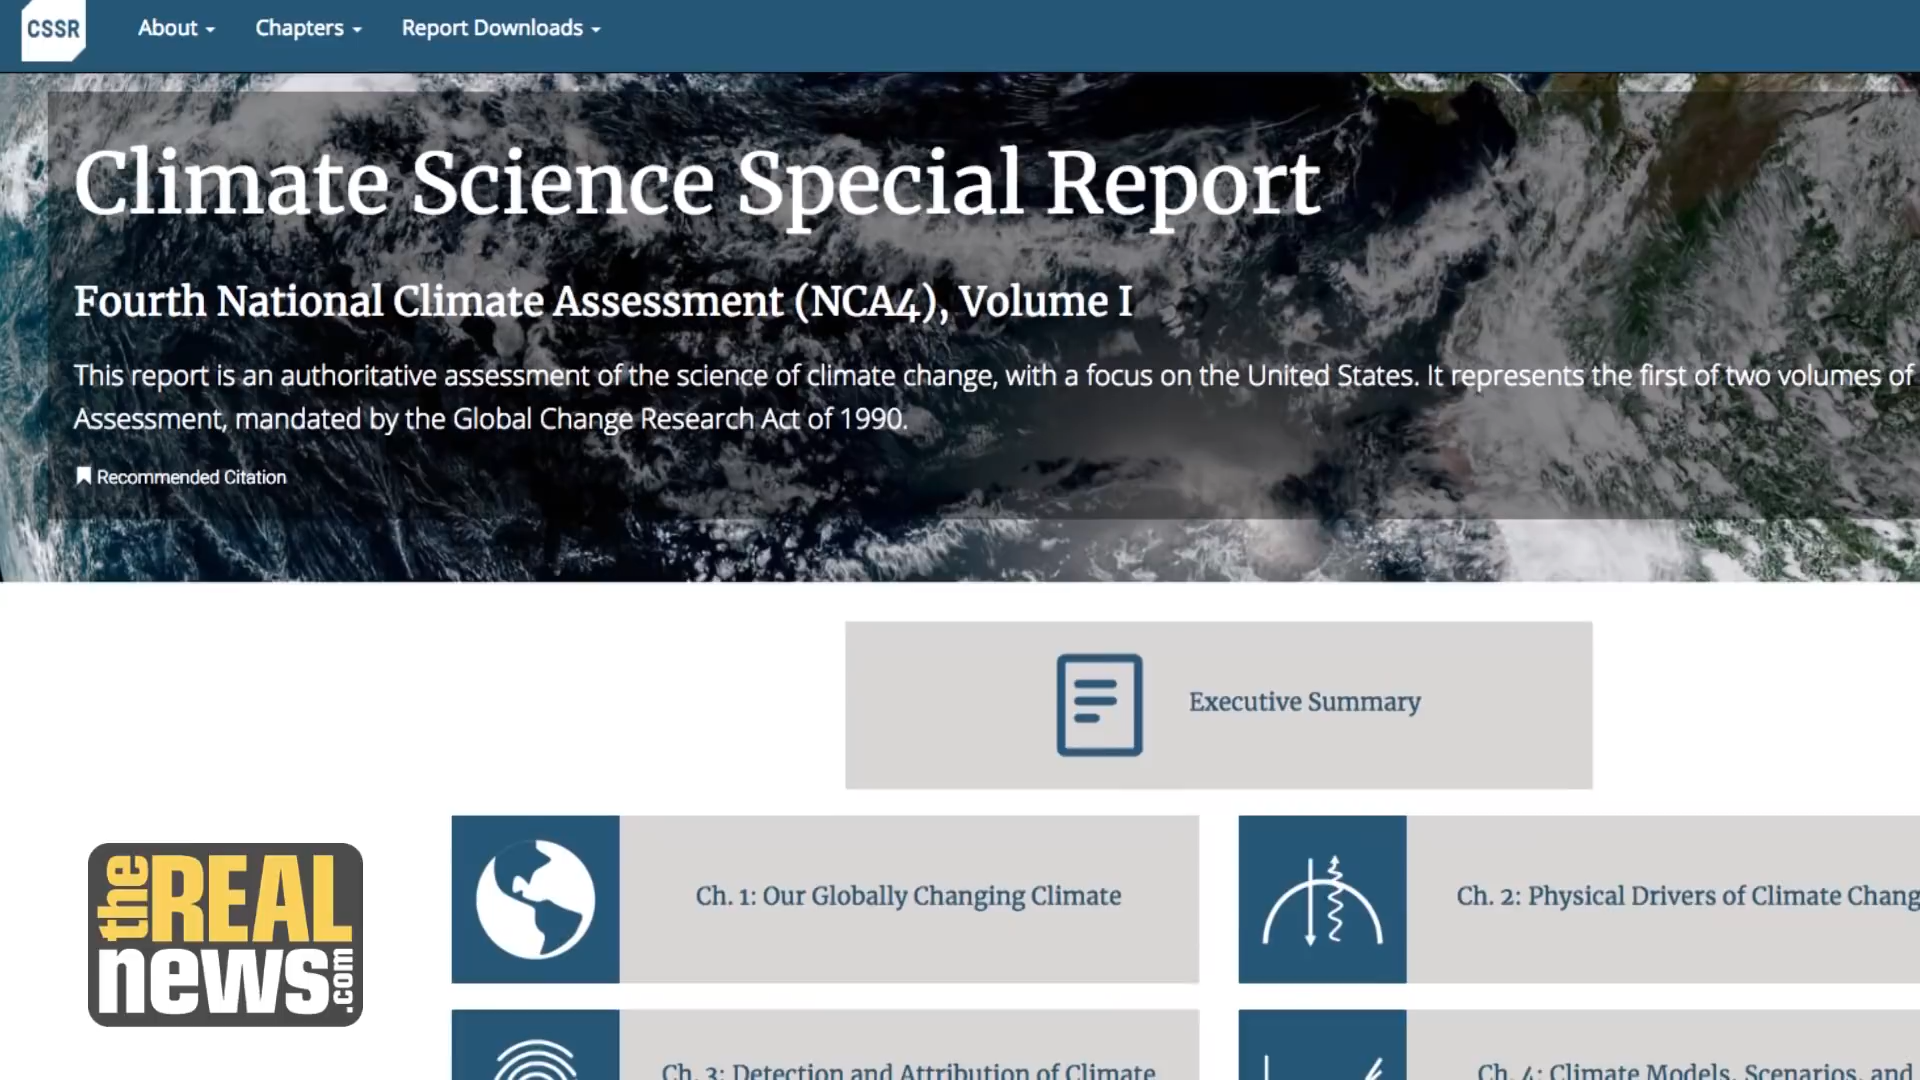 CSSR
About
Chapters
Report Downloads
Climate Science Special Report
Fourth National Climate Assessment (NCA4), Volume I
This report is an authoritative assessment of the science of climate change, with a focus on the United States. It represents the first of two volumes of
Assessment, mandated by the Global Change Research Act of 1990.
Recommended Citation
Executive Summary
Ch. 1: Our Globally Changing Climate
Ch. 2: Physical Drivers of Climate Chang
Ch. 3: Detection and Attribution of Climate
Ch. 4: Climate Models, Scenarios, and
the REAL
news.com